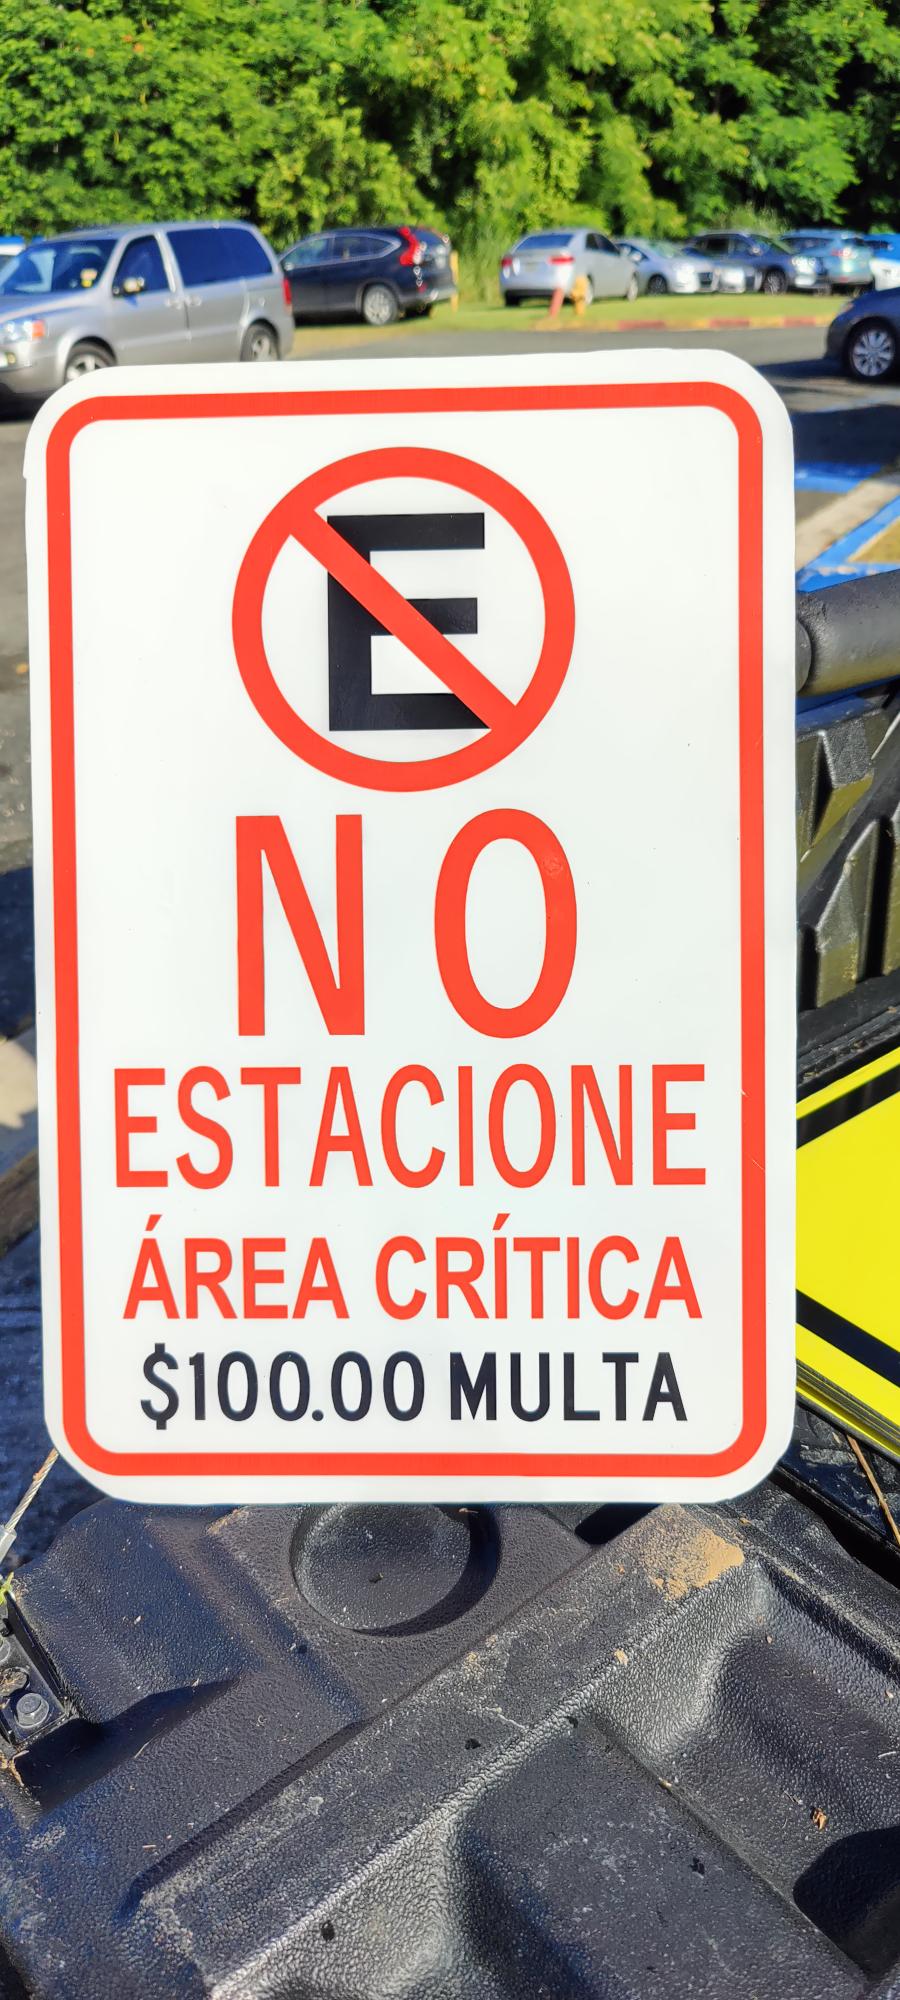 E
NO
ESTACIONE
ÁREA CRÍTICA
$100.00 MULTA